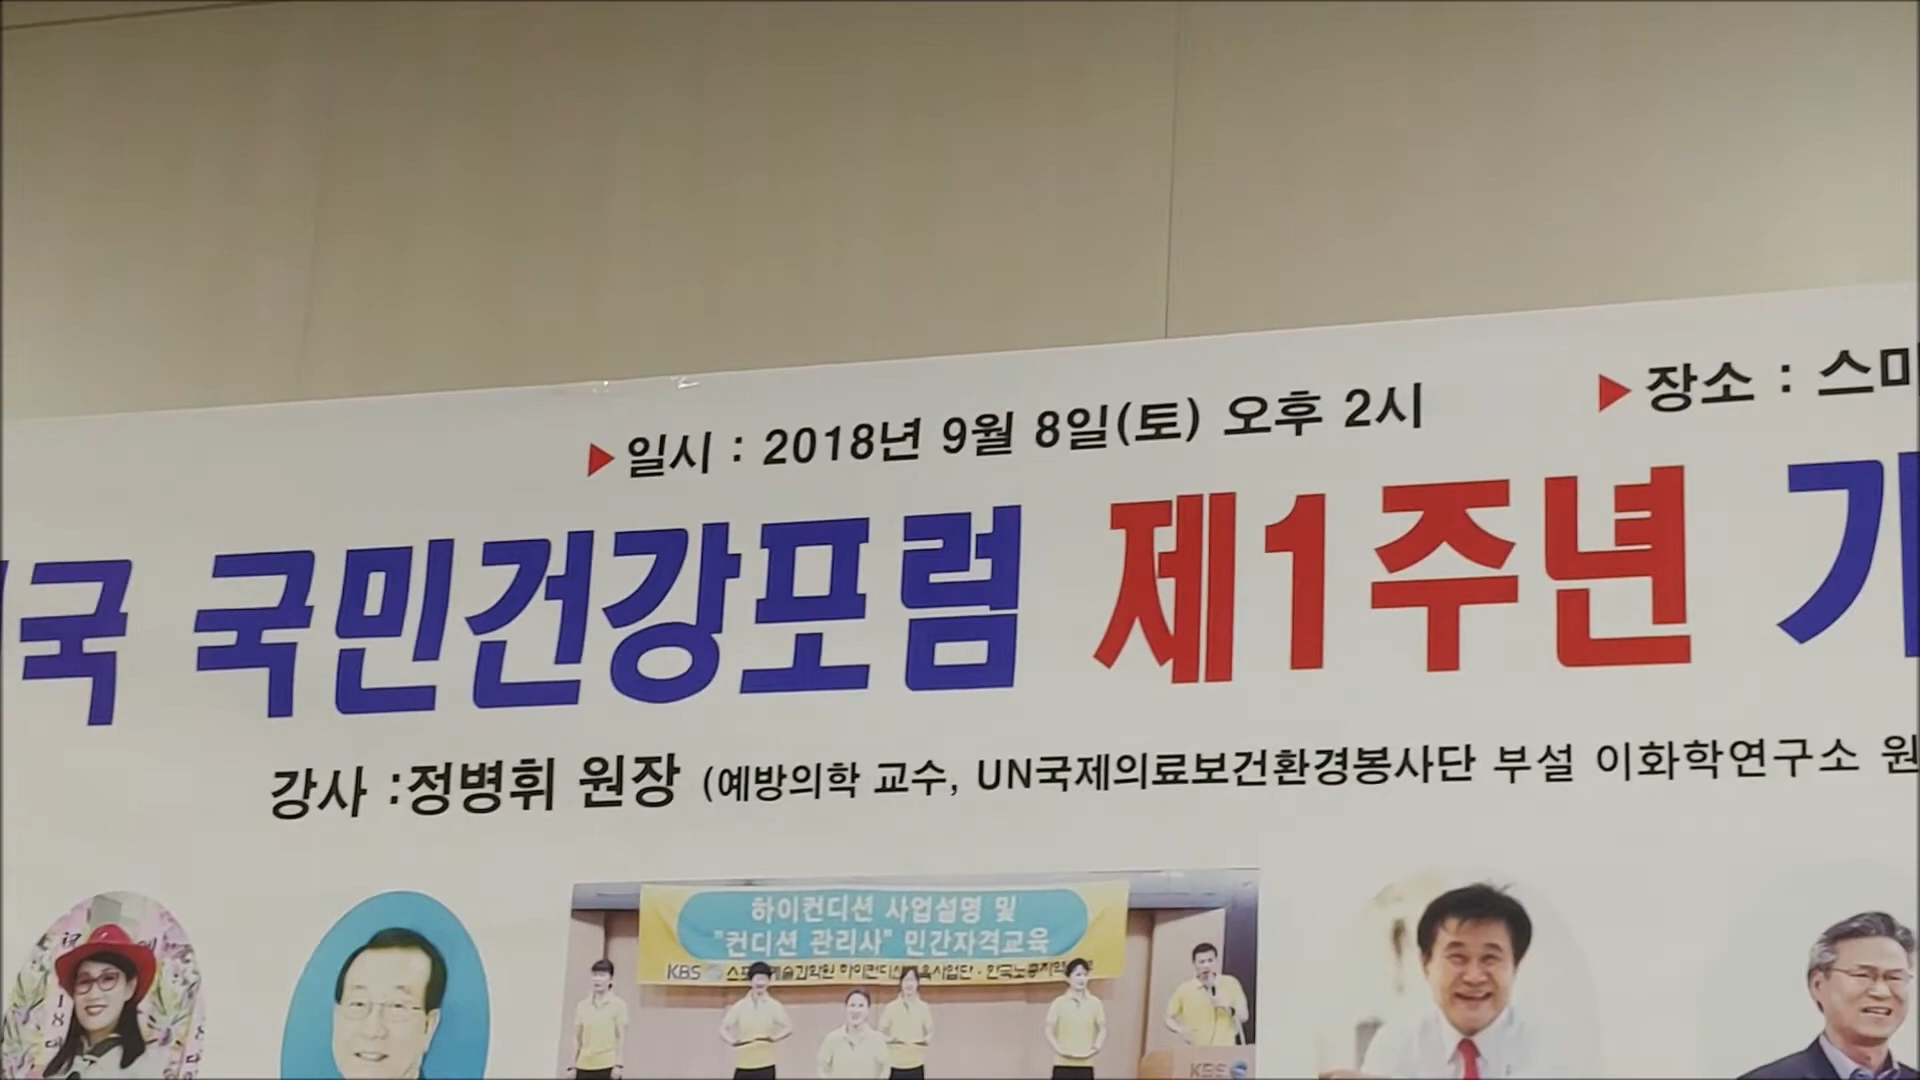 ▶일시 : 2018년 9월 8일(토) 오후 2시
▶장소 : 스마
국 국민건강포럼 제1주년 기
강사 :정병휘 원장 (예방의학 교수, UN국제의료보건환경봉사단 부설 이화학연구소 원
하이컨디션 사업설명 및
"컨디션 관리사" 민간자격교육
KBS
KBS